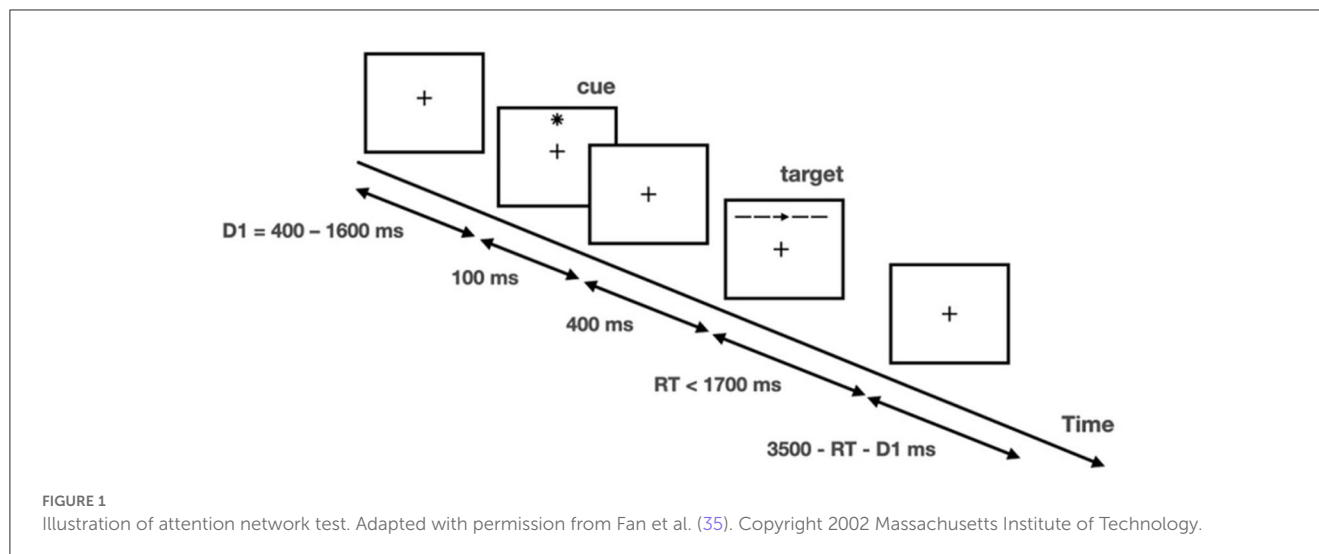 cue
target
D1 = 400 – 1600 ms
100 ms
400 ms
RT < 1700 ms
Time
3500 - RT - D1 ms
FIGURE 1
Illustration of attention network test. Adapted with permission from Fan et al. (35). Copyright 2002 Massachusetts Institute of Technology.